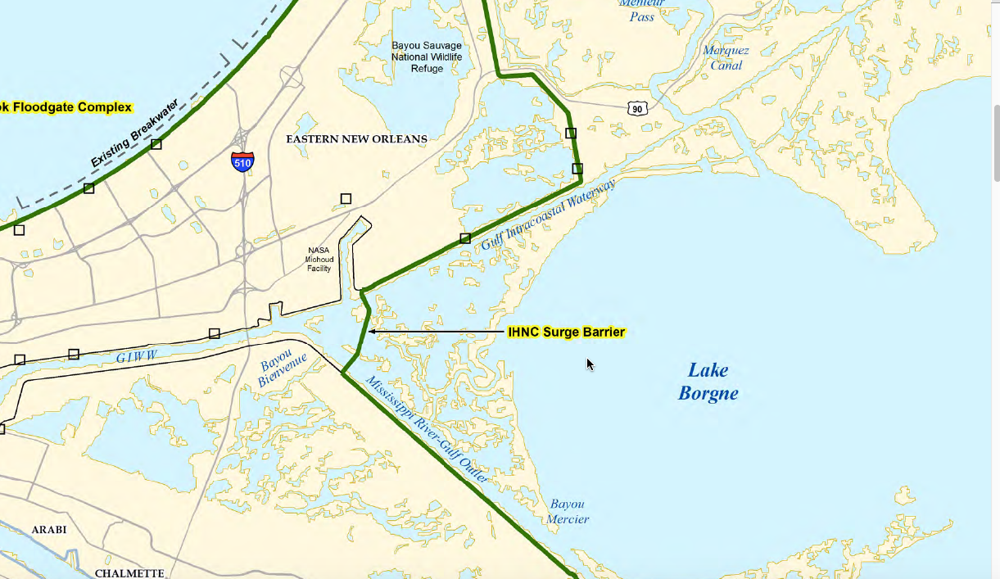 Menteur
Pass
Bayou Sauvage
National Wildlife
Refuge
Marquez
Canal
ok Floodgate Complex
Existing Breakwater
90
EASTERN NEW ORLEANS
510
Gulf Intracoastal Waterway
NASA
Michoud
Facility
IHNC Surge Barrier
GIWW
Bayou
Bienvenue
Lake
Borgne
Mississippi River-Gulf Outlet
Bayou
Mercier
ARABI
CHALMETTE